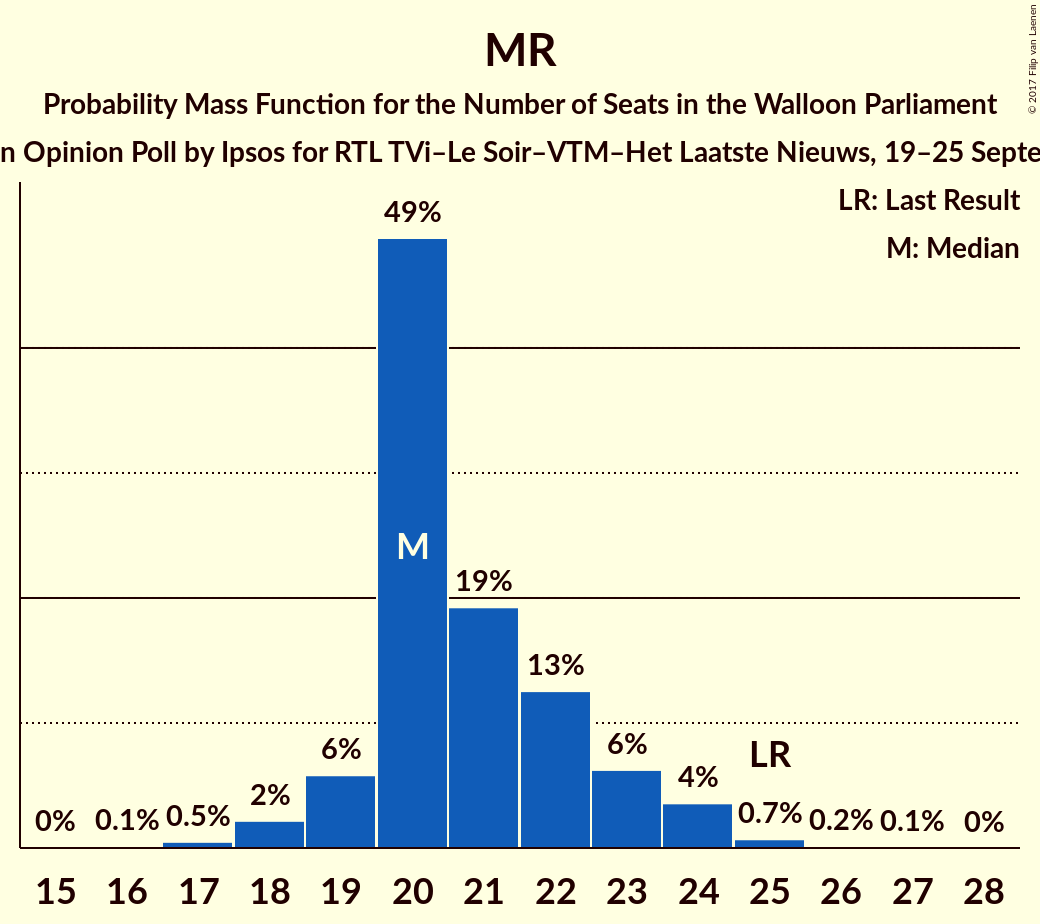 MR
Probability Mass Function for the Number of Seats in the Walloon Parliament
n Opinion Poll by Ipsos for RTL TVi–Le Soir–VTM–Het Laatste Nieuws, 19–25 Septe
© 2017 Filip van Laenen
LR: Last Result
M: Median
49%
M
19%
13%
6%
6%
LR
4%
2%
0% 0.1% 0.5% 0.7% 0.2% 0.1% 0%
15 16 17 18 19 20 21 22 23 24 25 26 27 28